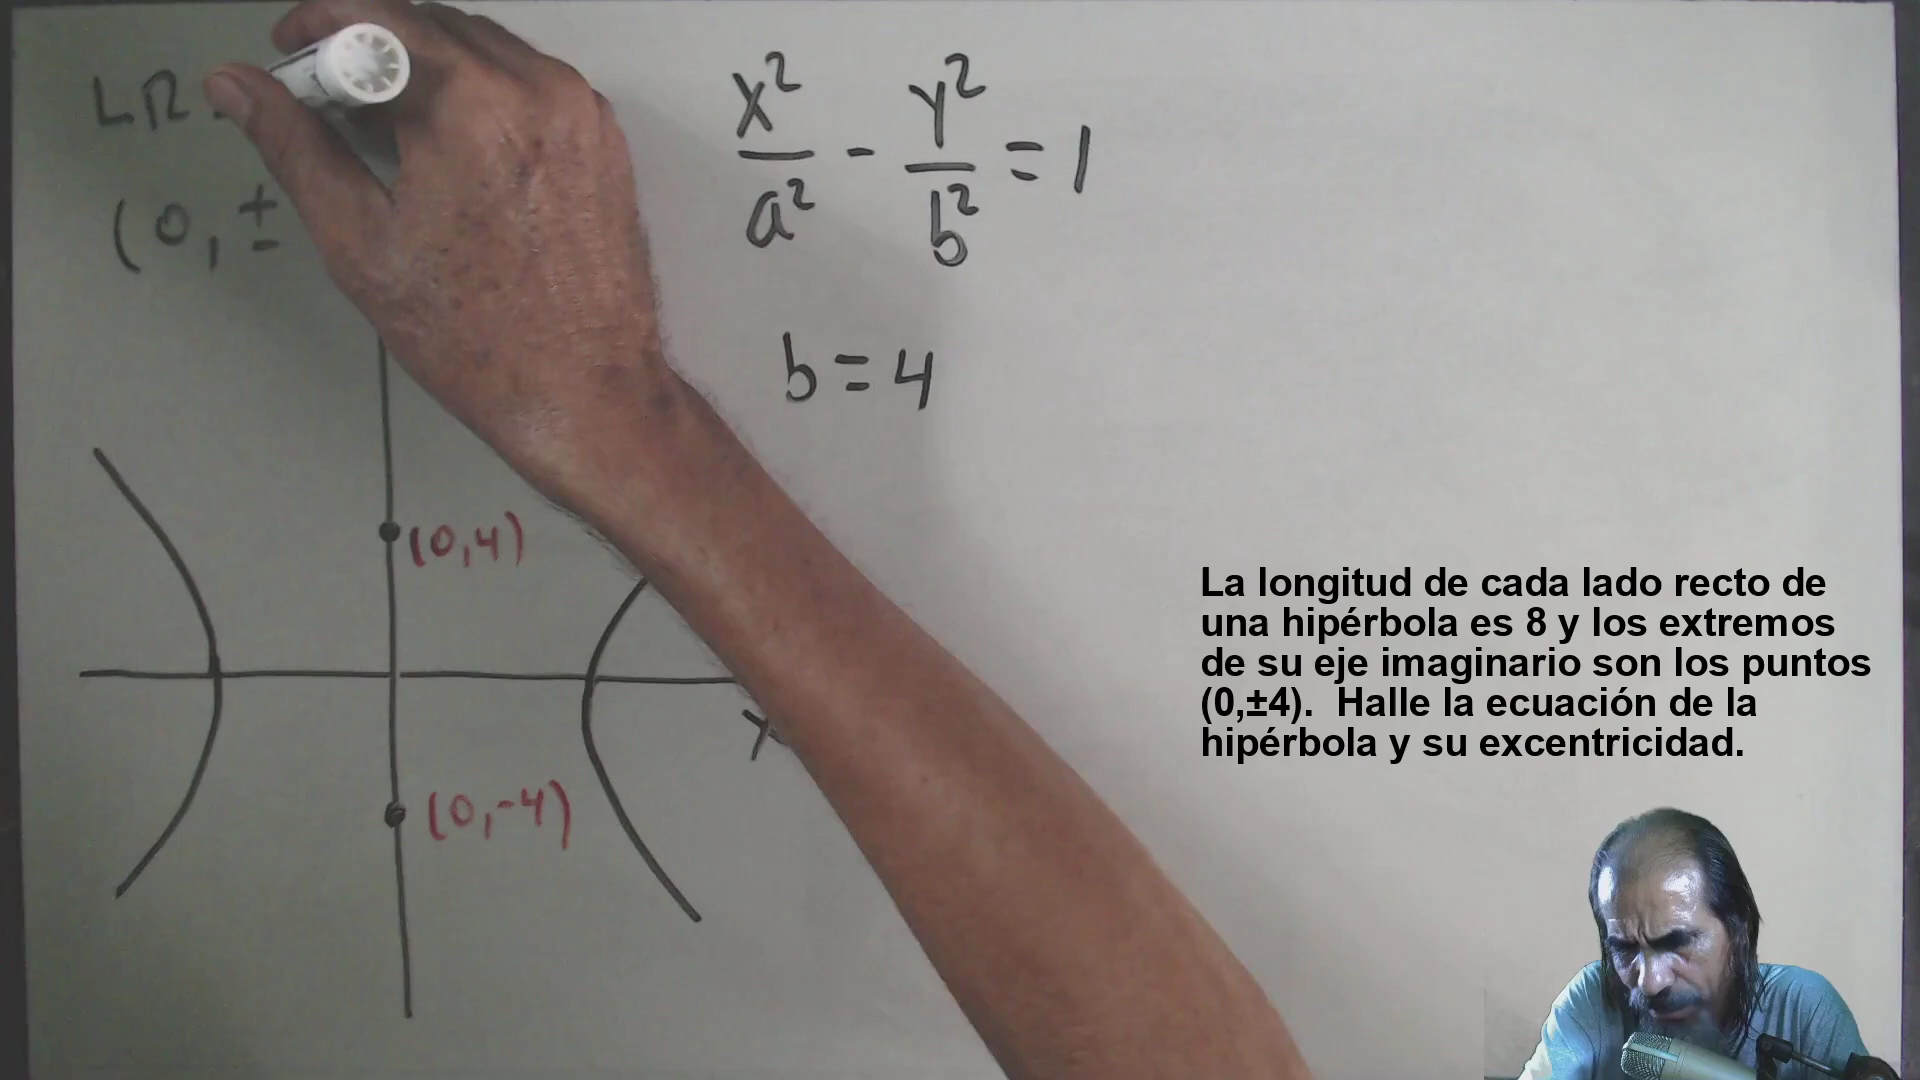 LR
(0, ±
x²/a² - y²/b² = 1
b = 4
(0,4)
(0,-4)
x
La longitud de cada lado recto de
una hipérbola es 8 y los extremos
de su eje imaginario son los puntos
(0,±4). Halle la ecuación de la
hipérbola y su excentricidad.